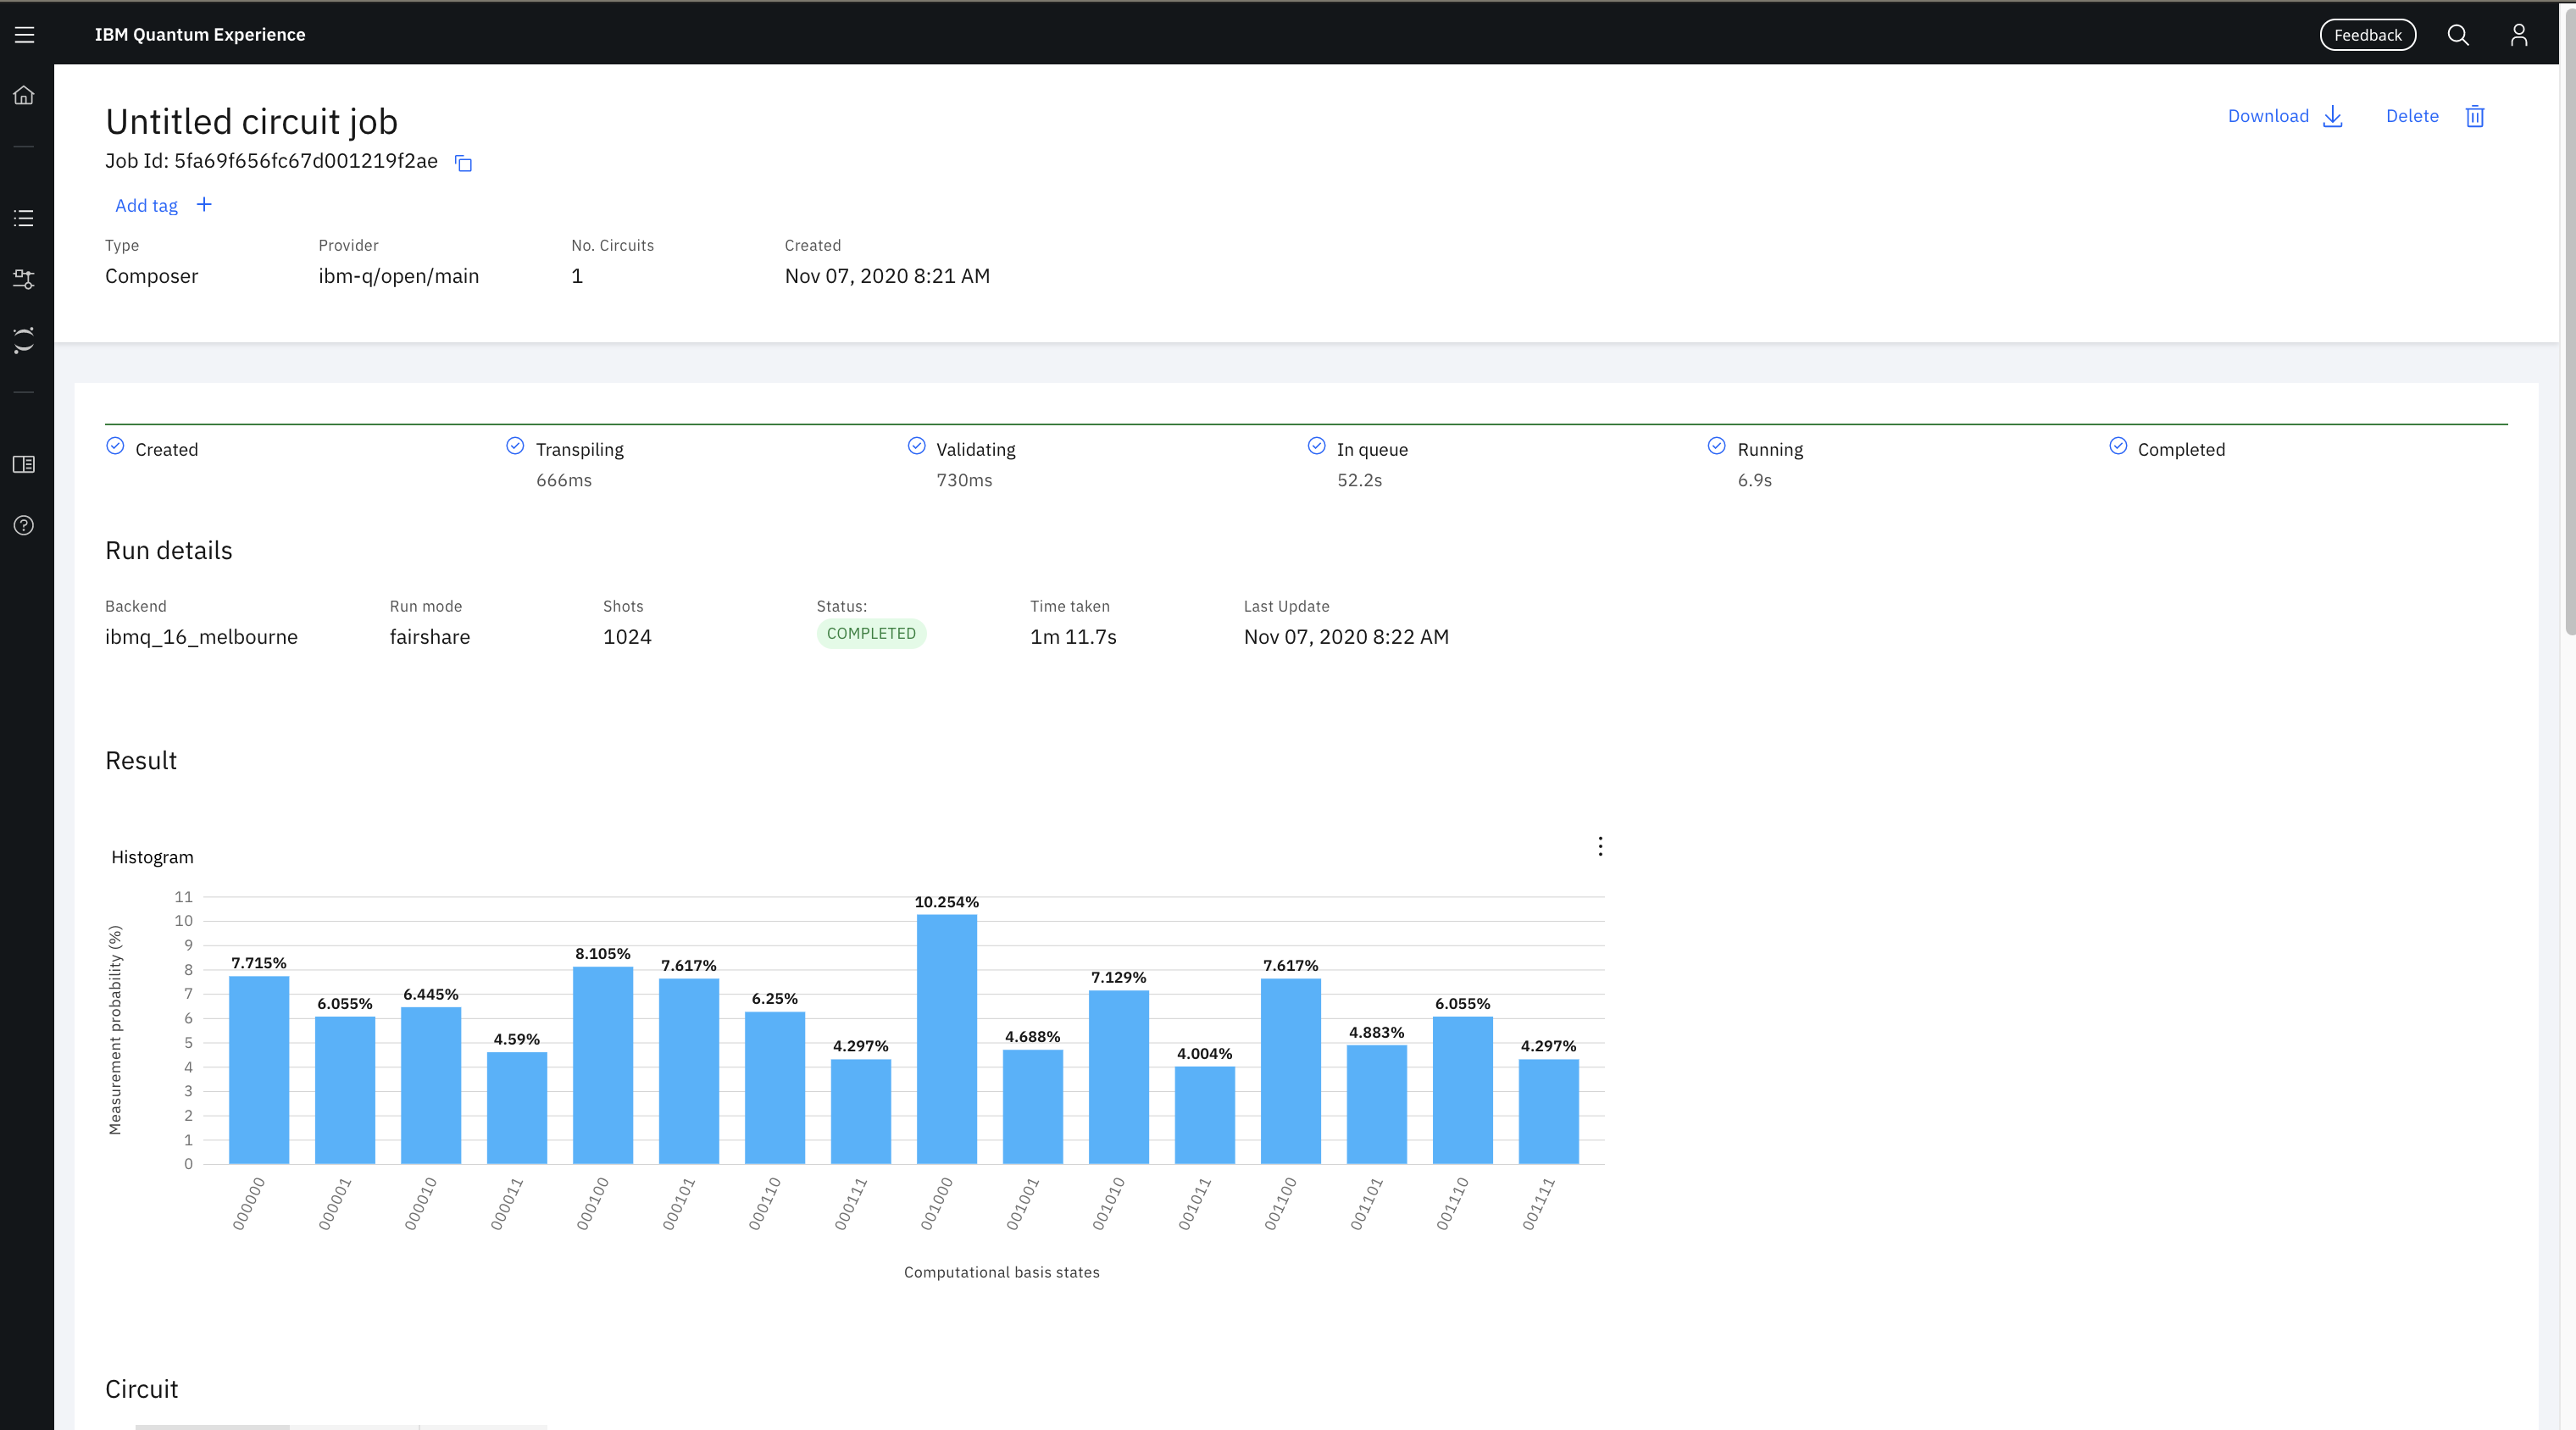 IBM Quantum Experience
Feedback
Untitled circuit job
Download
Delete
Job Id: 5fa69f656fc67d001219f2ae
Add tag +
Type Provider No. Circuits Created
Composer ibm-q/open/main 1 Nov 07, 2020 8:21 AM
Created Transpiling Validating In queue Running Completed
666ms 730ms 52.2s 6.9s
Run details
Backend Run mode Shots Status: Time taken Last Update
ibmq_16_melbourne fairshare 1024 COMPLETED 1m 11.7s Nov 07, 2020 8:22 AM
Result
Histogram
Measurement probability (%)
11
10
9
8
7
6
5
4
3
2
1
0
7.715% 6.055% 6.445% 4.59% 8.105% 7.617% 6.25% 4.297% 10.254% 4.688% 7.129% 4.004% 7.617% 4.883% 6.055% 4.297%
000000 000001 000010 000011 000100 000101 000110 000111 001000 001001 001010 001011 001100 001101 001110 001111
Computational basis states
Circuit